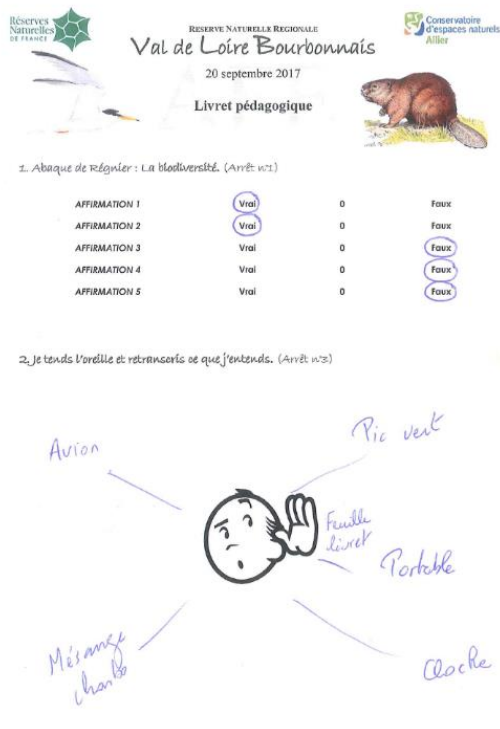 Réserves
Naturelles
DE FRANCE
RESERVE NATURELLE REGIONALE
Val de Loire Bourbonnais
Conservatoire
d'espaces naturels
Allier
20 septembre 2017
Livret pédagogique
1. Abaque de Régnier : La biodiversité. (Arrêt n°1)
AFFIRMATION 1 Vrai 0 Faux
AFFIRMATION 2 Vrai 0 Faux
AFFIRMATION 3 Vrai 0 Faux
AFFIRMATION 4 Vrai 0 Faux
AFFIRMATION 5 Vrai 0 Faux
2. Je tends l'oreille et retranscris ce que j'entends. (Arrêt n°3)
Avion
Pic vert
Feuille
livret
Portable
Mésange
charbo
Cloche